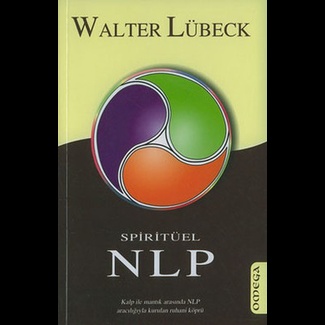 WALTER LÜBECK
SPİRİTÜEL
NLP
Kalp ile mantık arasında NLP
aracılığıyla kurulan ruhani köprü
OMEGA